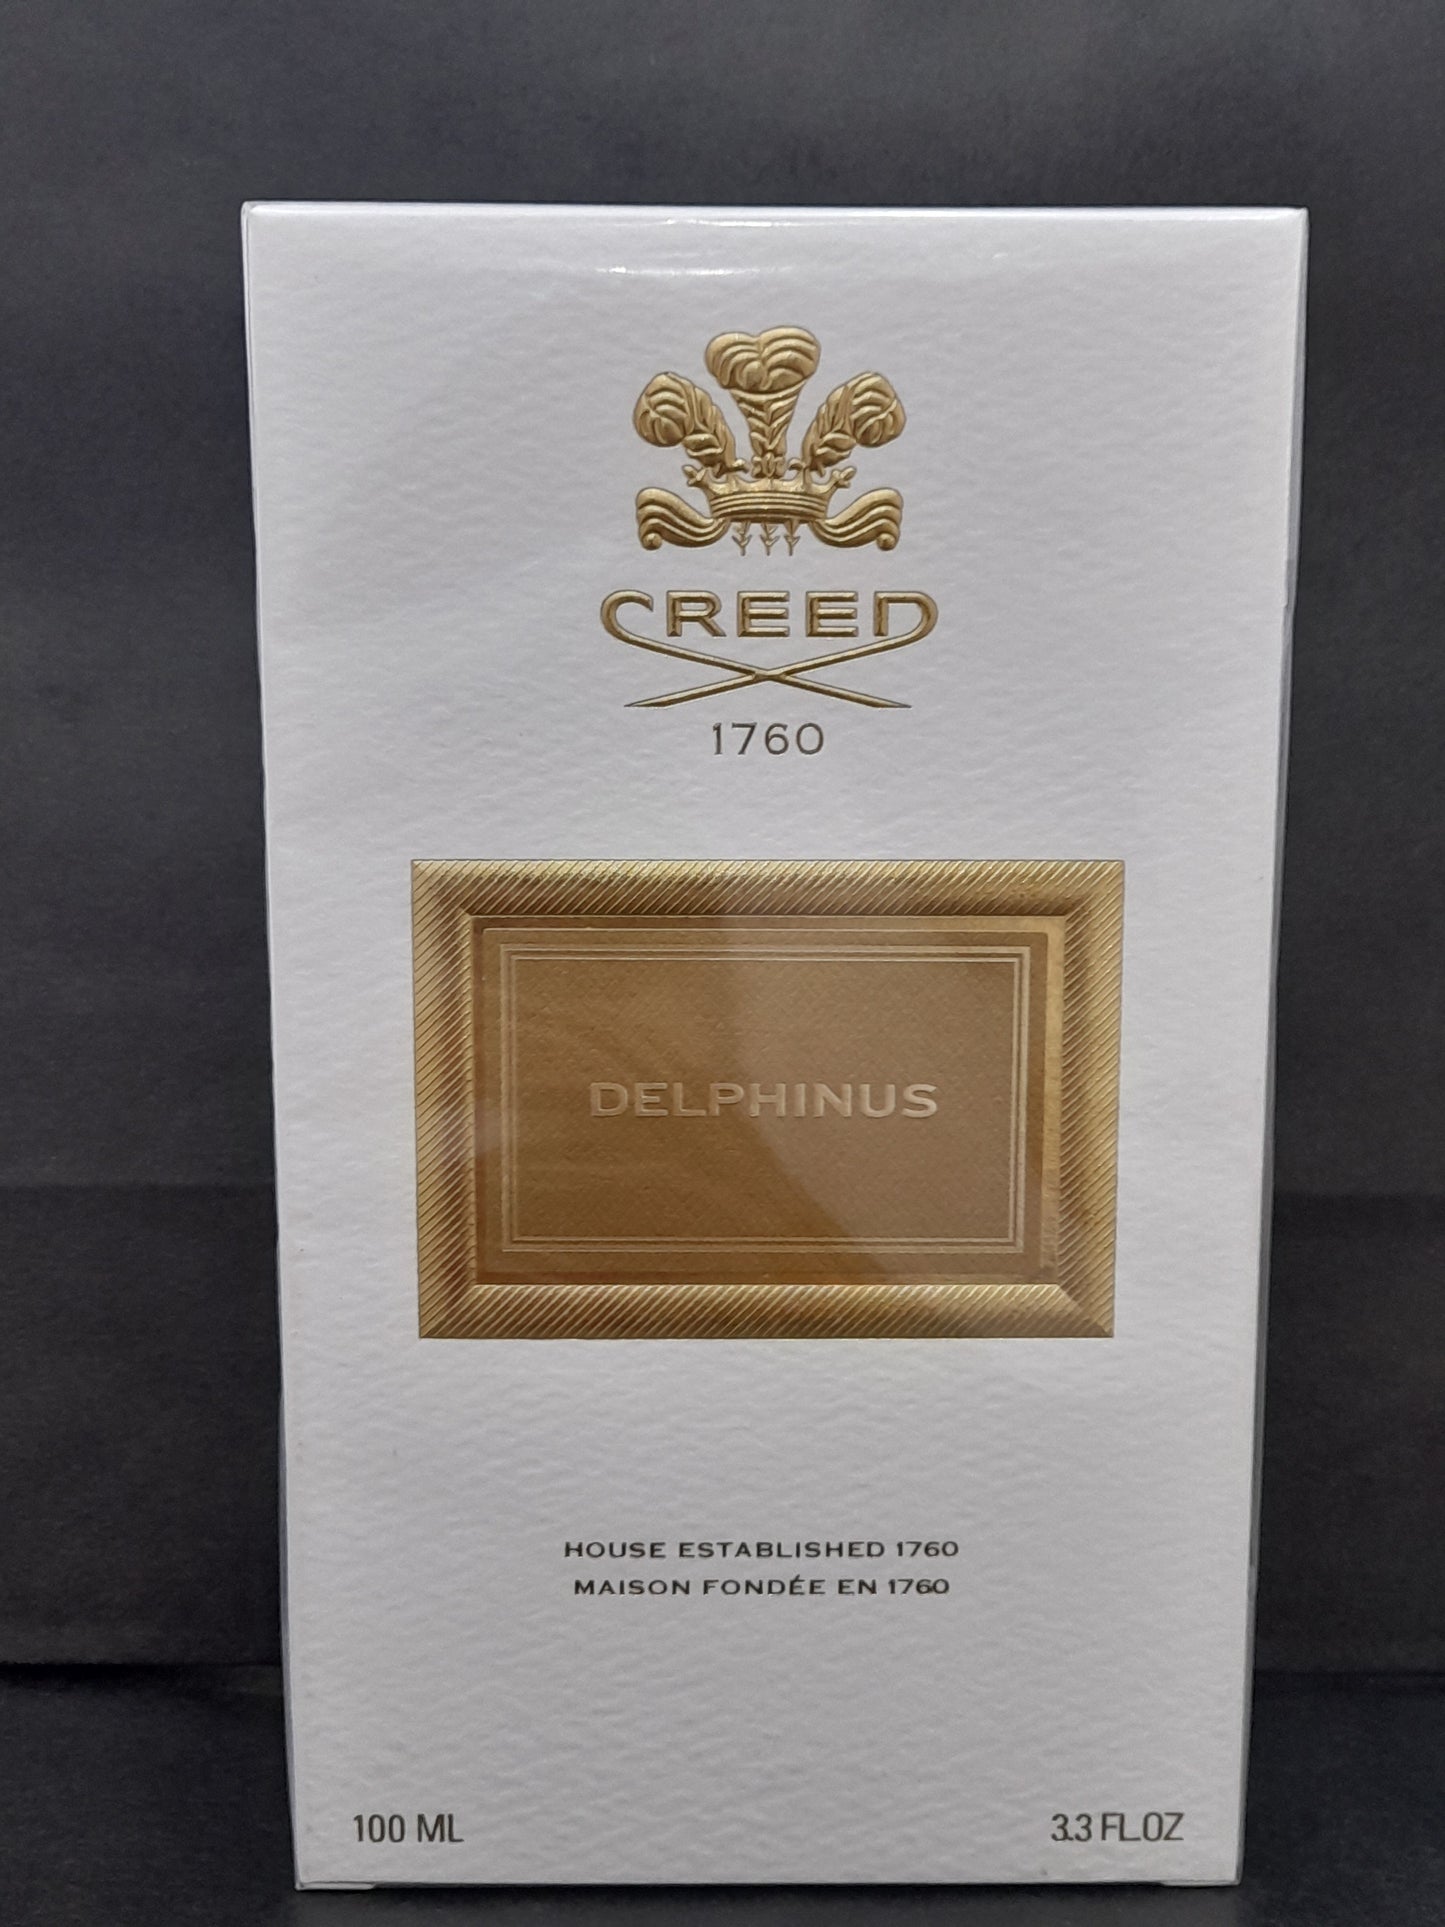 CREED
1760
DELPHINUS
HOUSE ESTABLISHED 1760
MAISON FONDÉE EN 1760
100 ML
3.3 FL.OZ